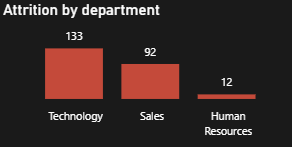 Attrition by department
133
92
12
Technology
Sales
Human
Resources